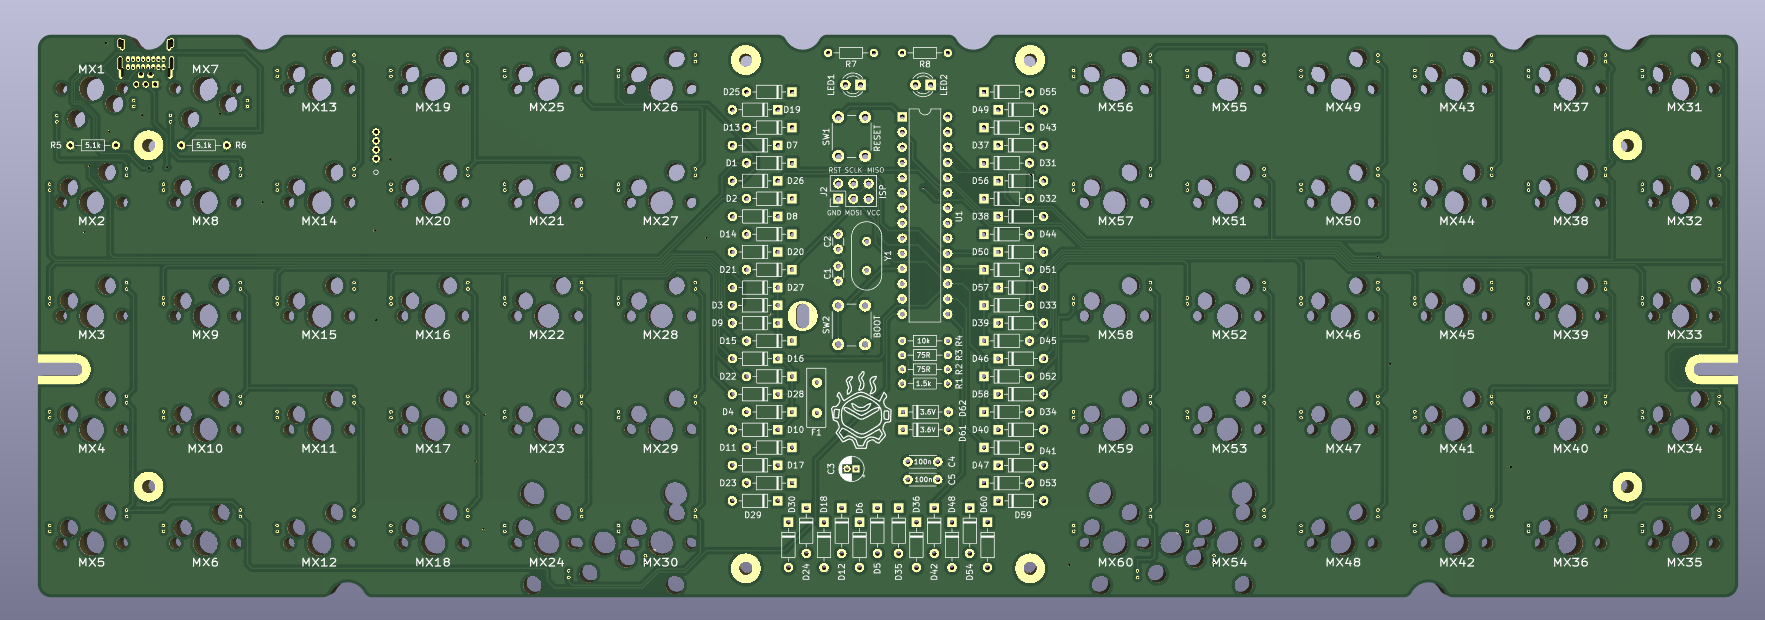 MX1 MX7 MX13 MX19 MX25 MX26
R5 5.1k 5.1k R6
MX2 MX8 MX14 MX20 MX21 MX27
MX3 MX9 MX15 MX16 MX22 MX28
MX4 MX10 MX11 MX17 MX23 MX29
MX5 MX6 MX12 MX18 MX24 MX30
D25
D19
D13
D7
D1
D26
D2
D8
D14
D20
D21
D27
D3
D9
D15
D16
D22
D28
D4
D10
D11
D17
D23
D29
R7 R8
LED1 LED2
SW1 RESET
RST SCLK MISO
J2 ISP
GND MOSI VCC
U1
C2
C1
Y1
SW2 BOOT
10k R4
75R R3
75R R2
1.5k R1
F1
3.6V D62
3.6V D61
C3
100n C4
100n C5
D30 D18 D6 D36 D48 D60
D24 D12 D5 D35 D42 D54
D55
D49
D43
D37
D31
D56
D32
D38
D44
D50
D51
D57
D33
D39
D45
D46
D52
D58
D34
D40
D41
D47
D53
D59
MX56 MX55 MX49 MX43 MX37 MX31
MX57 MX51 MX50 MX44 MX38 MX32
MX58 MX52 MX46 MX45 MX39 MX33
MX59 MX53 MX47 MX41 MX40 MX34
MX60 MX54 MX48 MX42 MX36 MX35